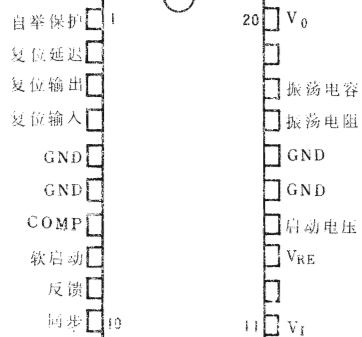 自举保护 1 20 V0
复位延迟
复位输出 振荡电容
复位输入 振荡电阻
GND GND
GND GND
COMP 启动电压
软启动 VRE
反馈
同步 10 11 VI